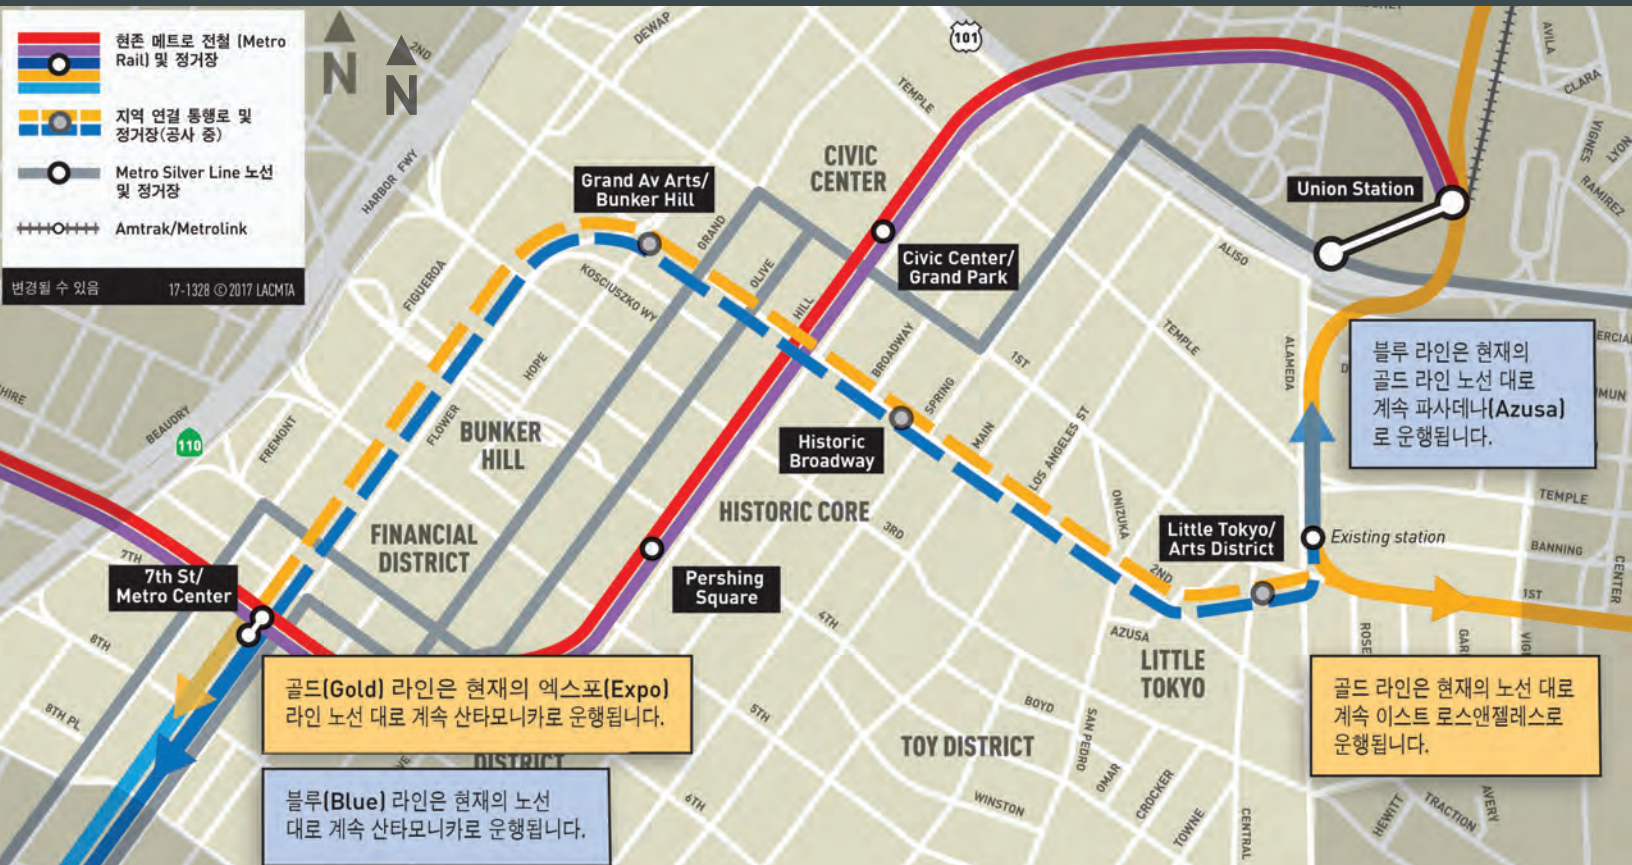 현존 메트로 전철 (Metro
Rail) 및 정거장
지역 연결 통행로 및
정거장(공사 중)
Metro Silver Line 노선
및 정거장
Amtrak/Metrolink
변경될 수 있음
17-1328 © 2017 LACMTA
N
N
2ND
DEWAP
101
TEMPLE
HARBOR FWY
CIVIC
CENTER
Grand Av Arts/
Bunker Hill
GRAND
Civic Center/
Grand Park
Union Station
AVILA
CLARA
VIGNES
LYON
RAMIREZ
ALISO
FIGUEROA
KOSCIUSZKO WY
OLIVE
HILL
HOPE
BROADWAY
1ST
TEMPLE
ALAMEDA
SPRING
블루 라인은 현재의
골드 라인 노선 대로
계속 파사데나(Azusa)
로 운행됩니다.
BEAUDRY
110
FREMONT
FLOWER
BUNKER
HILL
Historic
Broadway
MAIN
LOS ANGELES ST
HISTORIC CORE
3RD
ONIZUKA
TEMPLE
Little Tokyo/
Arts District
Existing station
BANNING
CENTER
FINANCIAL
DISTRICT
7TH
7th St/
Metro Center
Pershing
Square
2ND
1ST
8TH
4TH
AZUSA
LITTLE
TOKYO
골드(Gold) 라인은 현재의 엑스포(Expo)
라인 노선 대로 계속 산타모니카로 운행됩니다.
골드 라인은 현재의 노선 대로
계속 이스트 로스앤젤레스로
운행됩니다.
8TH PL
5TH
BOYD
SAN PEDRO
TOY DISTRICT
DISTRICT
블루(Blue) 라인은 현재의 노선
대로 계속 산타모니카로 운행됩니다.
6TH
WINSTON
OMAR
CROCKER
TOWNE
CENTRAL
HEWITT
TRACTION
AVERY